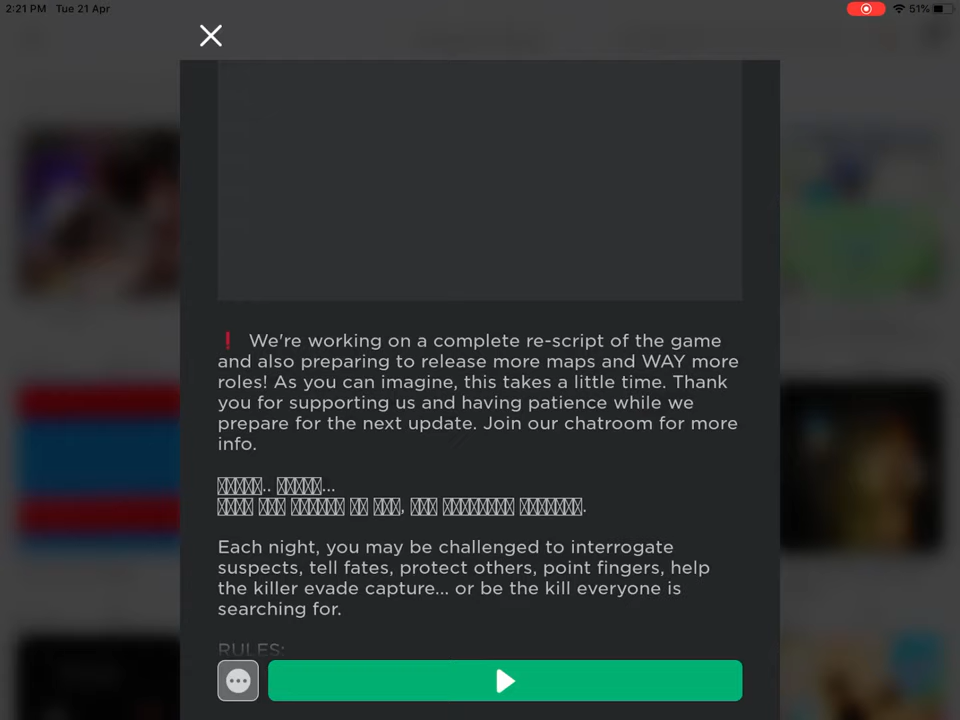 2:21 PM Tue 21 Apr
51%
❗ We're working on a complete re-script of the game
and also preparing to release more maps and WAY more
roles! As you can imagine, this takes a little time. Thank
you for supporting us and having patience while we
prepare for the next update. Join our chatroom for more
info.
Each night, you may be challenged to interrogate
suspects, tell fates, protect others, point fingers, help
the killer evade capture... or be the kill everyone is
searching for.
RULES: